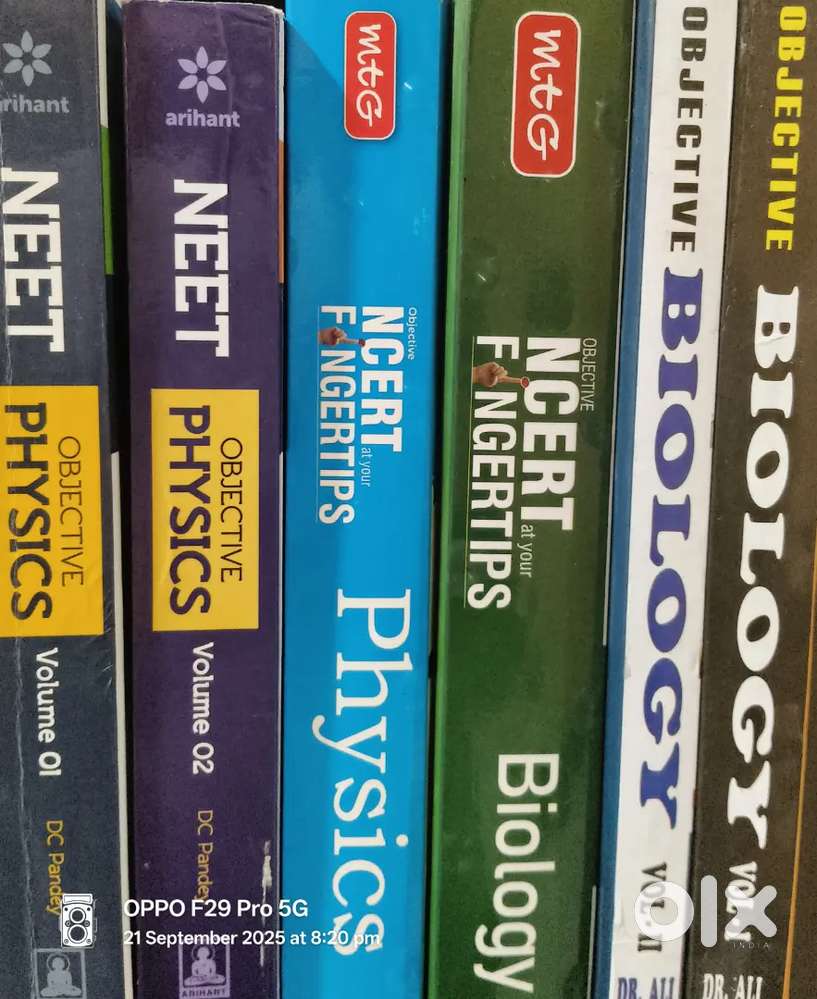 arihant
NEET
OBJECTIVE
PHYSICS
Volume 01
DC Pandey
arihant
NEET
OBJECTIVE
PHYSICS
Volume 02
DC Pandey
ARIHANT
mtG
Objective
NCERT
at your
FINGERTIPS
Physics
mtG
OBJECTIVE
NCERT
at your
FINGERTIPS
Biology
OBJECTIVE
BIOLOGY
DR. ALI
OBJECTIVE
BIOLOGY
DR. ALI
OPPO F29 Pro 5G
21 September 2025 at 8:20 pm
olx
INDIA